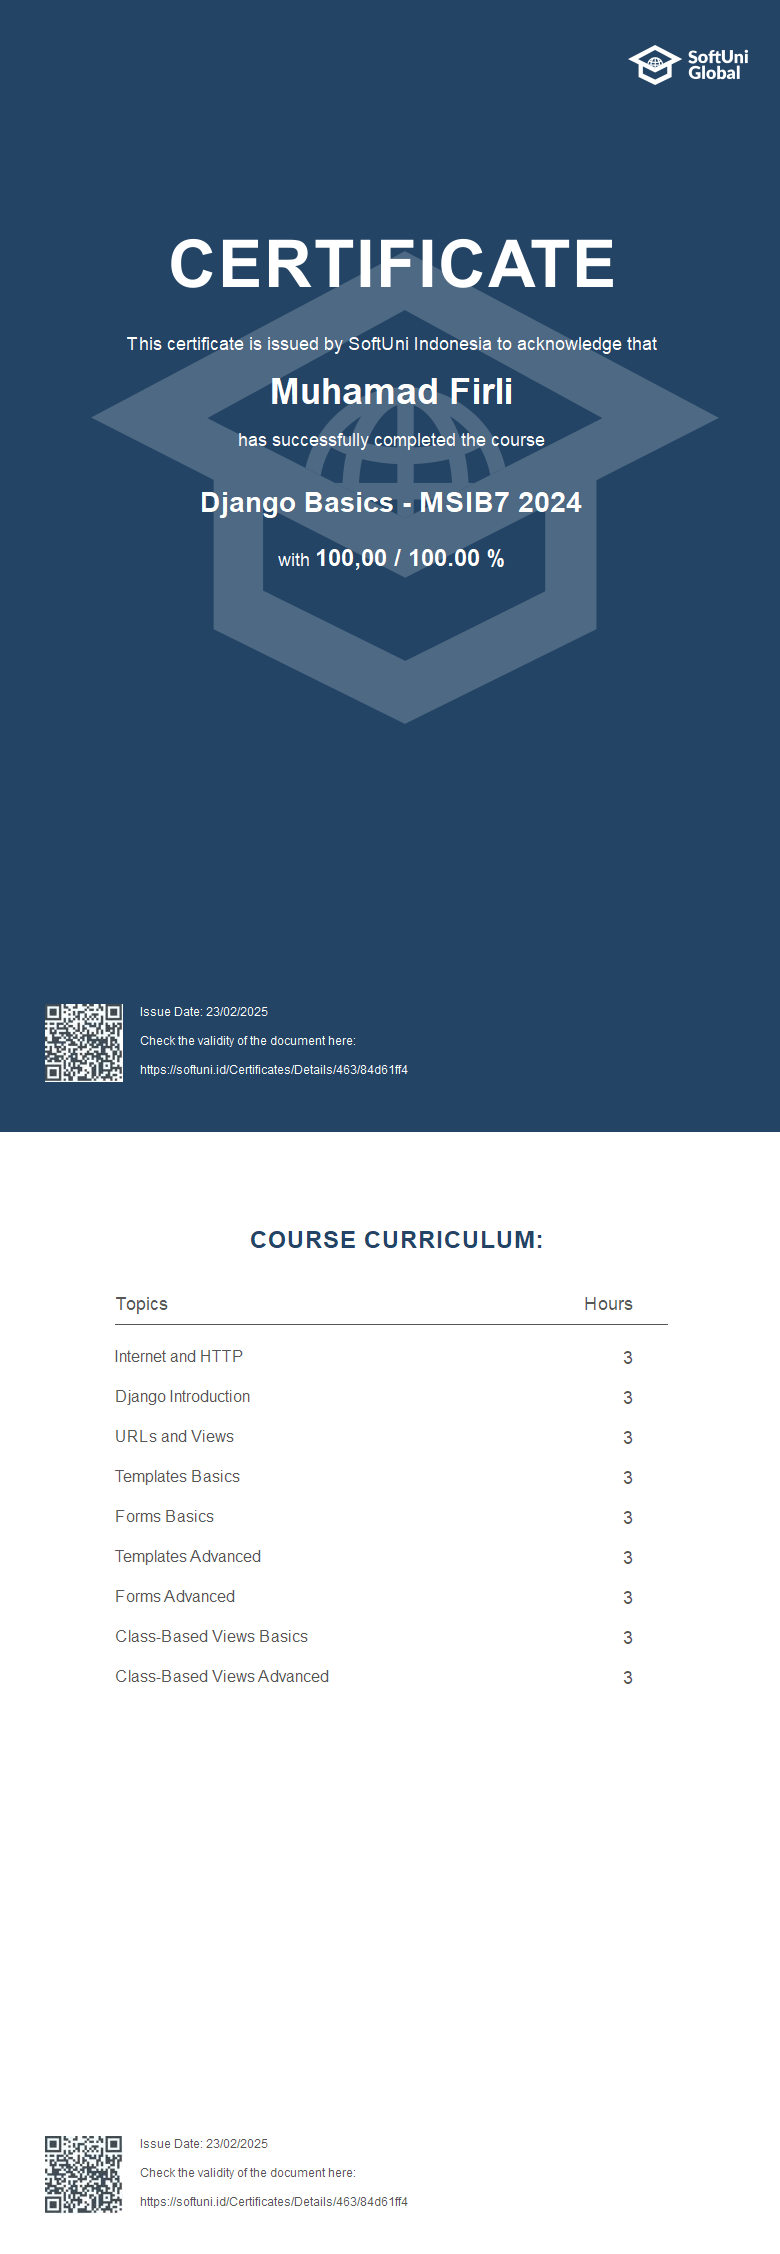 SoftUni
Global
CERTIFICATE
This certificate is issued by SoftUni Indonesia to acknowledge that
Muhamad Firli
has successfully completed the course
Django Basics - MSIB7 2024
with 100,00 / 100.00 %
Issue Date: 23/02/2025
Check the validity of the document here:
https://softuni.id/Certificates/Details/463/84d61ff4
COURSE CURRICULUM:
Topics Hours
Internet and HTTP 3
Django Introduction 3
URLs and Views 3
Templates Basics 3
Forms Basics 3
Templates Advanced 3
Forms Advanced 3
Class-Based Views Basics 3
Class-Based Views Advanced 3
Issue Date: 23/02/2025
Check the validity of the document here:
https://softuni.id/Certificates/Details/463/84d61ff4